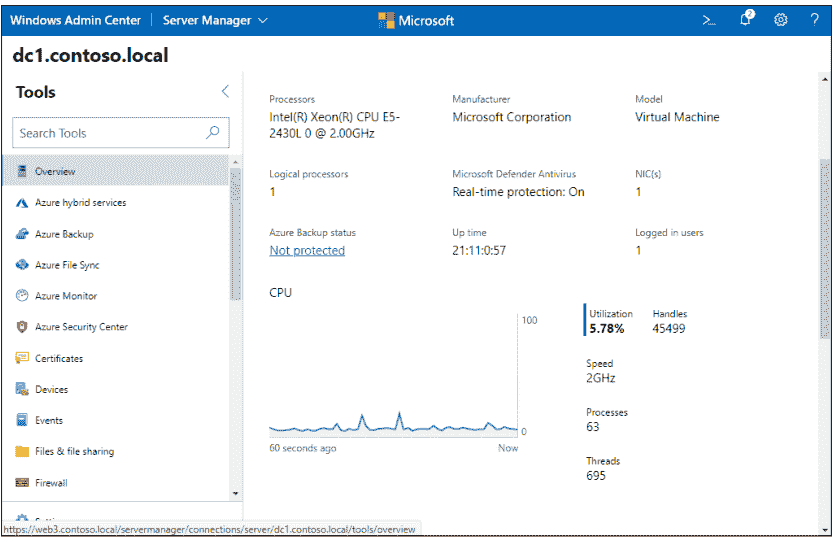 Windows Admin Center
Server Manager
Microsoft
>_
2
?
dc1.contoso.local
Tools
Search Tools
Overview
Azure hybrid services
Azure Backup
Azure File Sync
Azure Monitor
Azure Security Center
Certificates
Devices
Events
Files & file sharing
Firewall
Processors
Intel(R) Xeon(R) CPU E5-
2430L 0 @ 2.00GHz
Manufacturer
Microsoft Corporation
Model
Virtual Machine
Logical processors
1
Microsoft Defender Antivirus
Real-time protection: On
NIC(s)
1
Azure Backup status
Not protected
Up time
21:11:0:57
Logged in users
1
CPU
100
0
60 seconds ago
Now
Utilization
5.78%
Handles
45499
Speed
2GHz
Processes
63
Threads
695
https://web3.contoso.local/servermanager/connections/server/dc1.contoso.local/tools/overview